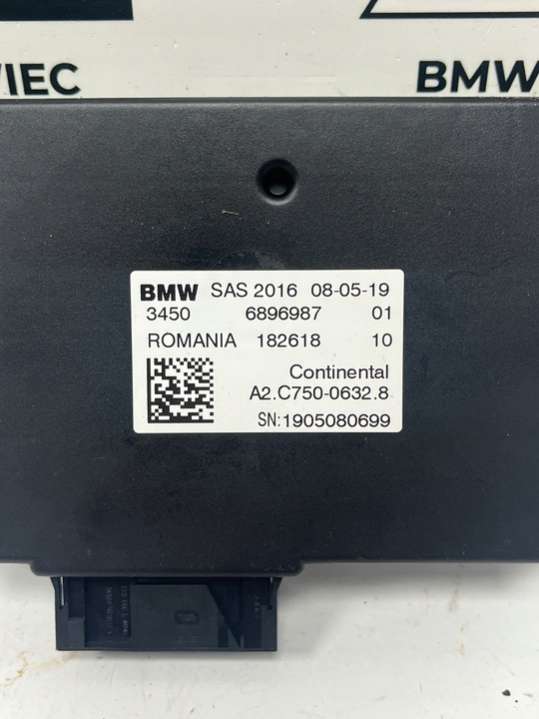 WIEC BMW
BMW SAS 2016 08-05-19
3450 6896987 01
ROMANIA 182618 10
Continental
A2.C750-0632.8
SN:1905080699